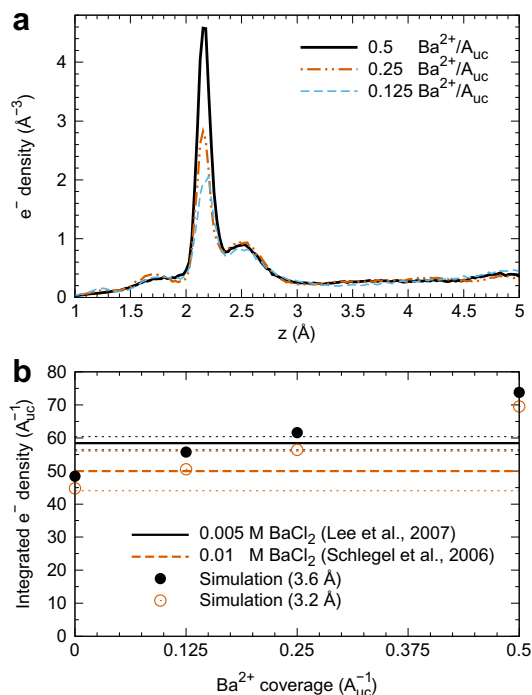 a
e⁻ density (Å⁻³)
4
3
2
1
0
0.5 Ba²⁺/A_uc
0.25 Ba²⁺/A_uc
0.125 Ba²⁺/A_uc
1 1.5 2 2.5 3 3.5 4 4.5 5
z (Å)
b
Integrated e⁻ density (A_uc⁻¹)
80
70
60
50
40
30
20
10
0
0.005 M BaCl₂ (Lee et al., 2007)
0.01 M BaCl₂ (Schlegel et al., 2006)
Simulation (3.6 Å)
Simulation (3.2 Å)
0 0.125 0.25 0.375 0.5
Ba²⁺ coverage (A_uc⁻¹)